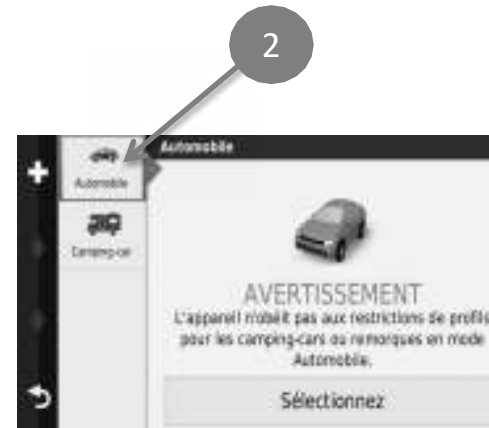 2
Automobile
Automobile
Camping-car
AVERTISSEMENT
L'appareil n'obéit pas aux restrictions de profils
pour les camping-cars ou remorques en mode
Automobile.
Sélectionnez